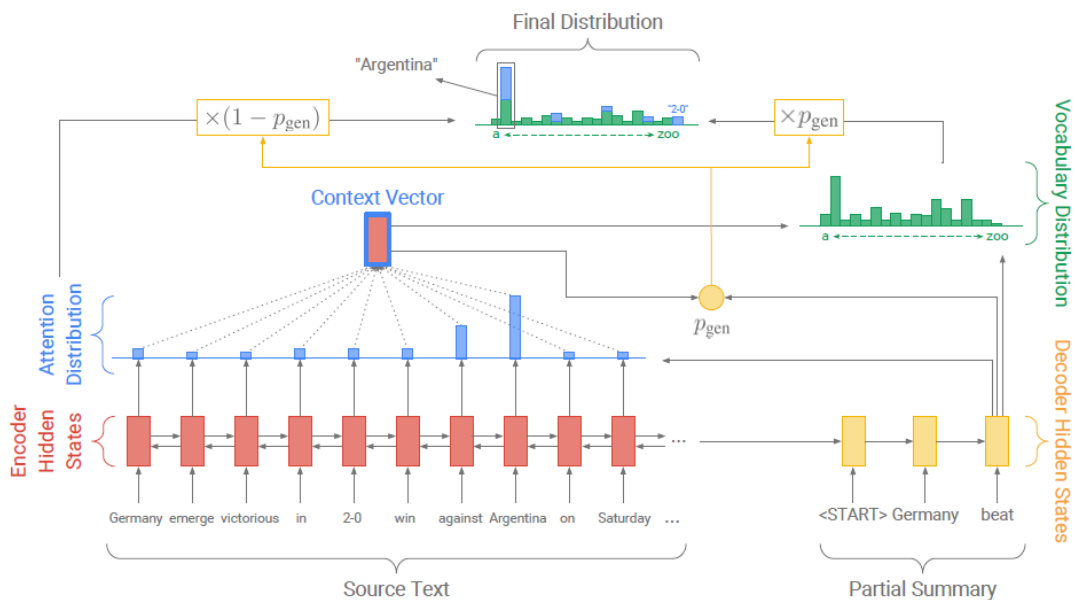 Final Distribution
"Argentina"
"2-0"
×(1 − p_gen)
×p_gen
a
zoo
Context Vector
Vocabulary Distribution
a
zoo
Attention
Distribution
p_gen
Encoder
Hidden
States
Decoder Hidden States
...
Germany emerge victorious in 2-0 win against Argentina on Saturday ...
<START> Germany beat
Source Text
Partial Summary